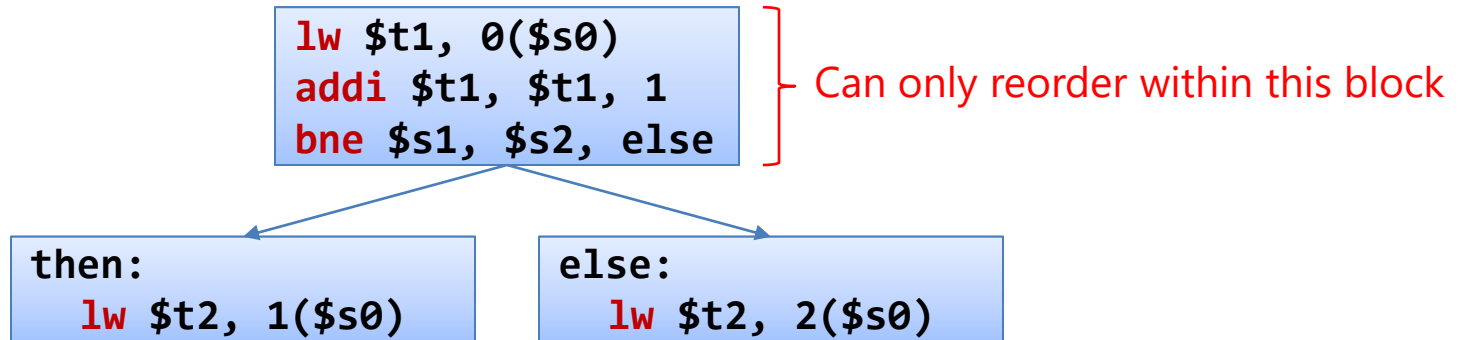 lw $t1, 0($s0)
addi $t1, $t1, 1
bne $s1, $s2, else
Can only reorder within this block
then:
lw $t2, 1($s0)
else:
lw $t2, 2($s0)